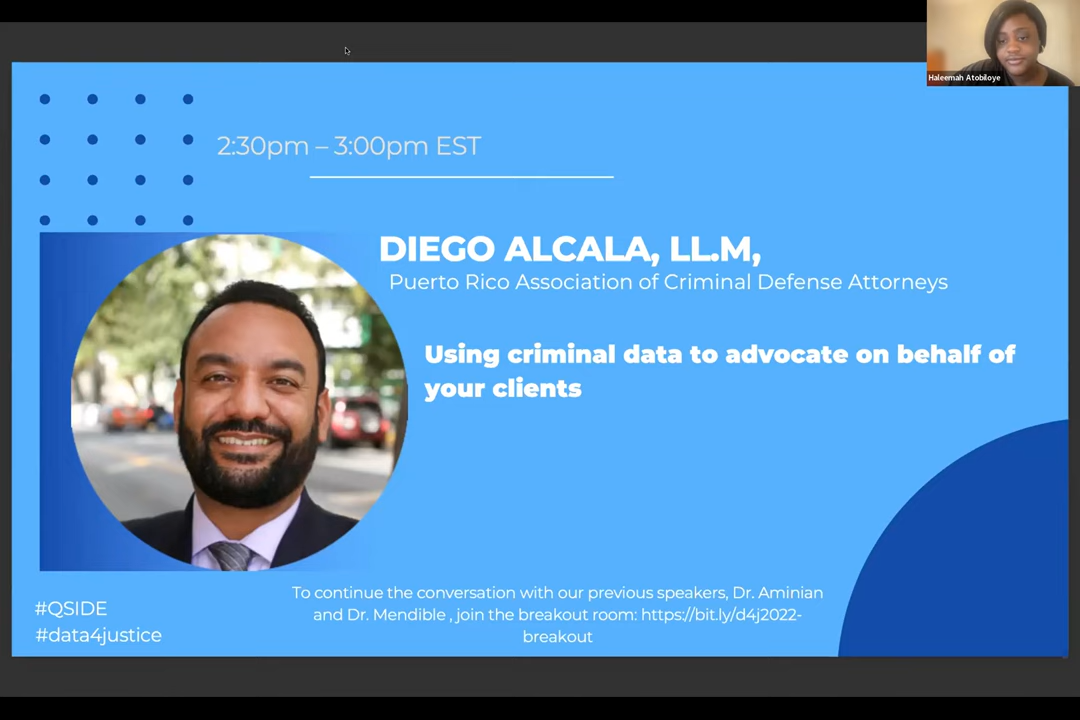 Haleemah Atobiloye
2:30pm – 3:00pm EST
DIEGO ALCALA, LL.M,
Puerto Rico Association of Criminal Defense Attorneys
Using criminal data to advocate on behalf of
your clients
To continue the conversation with our previous speakers, Dr. Aminian
and Dr. Mendible , join the breakout room: https://bit.ly/d4j2022-
breakout
#QSIDE
#data4justice